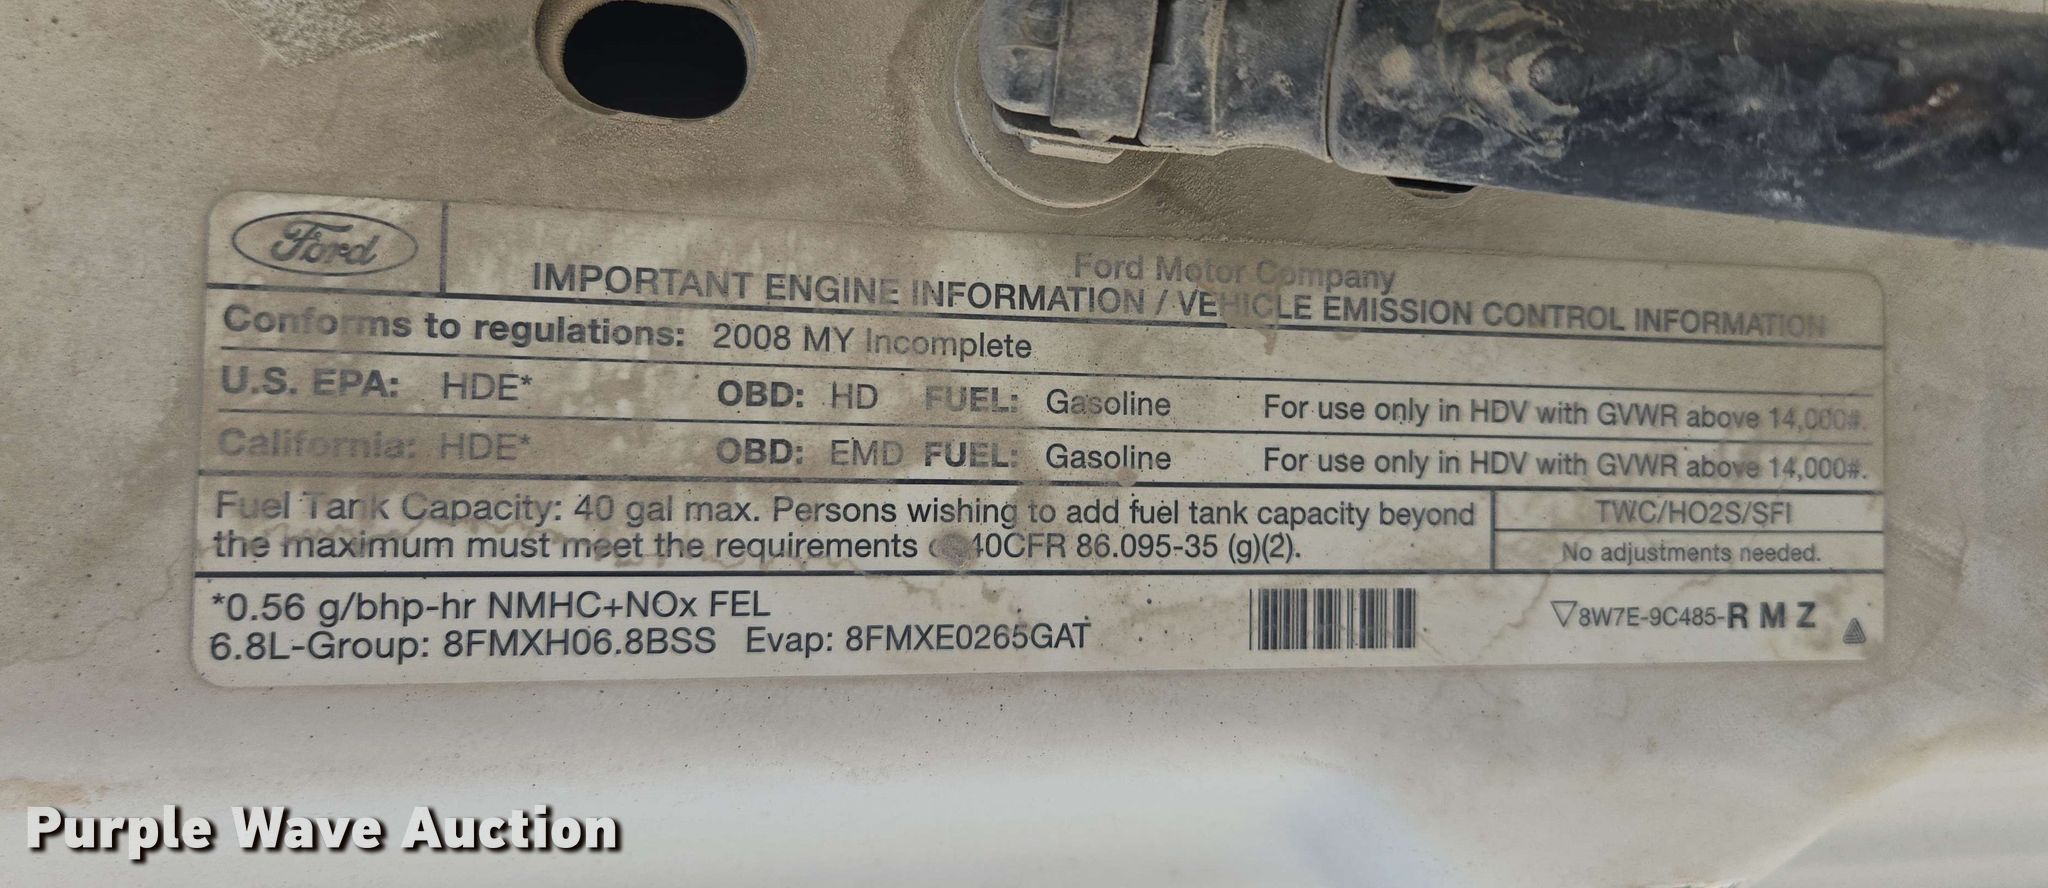 Ford
Ford Motor Company
IMPORTANT ENGINE INFORMATION / VEHICLE EMISSION CONTROL INFORMATION
Conforms to regulations: 2008 MY Incomplete
U.S. EPA: HDE* OBD: HD FUEL: Gasoline For use only in HDV with GVWR above 14,000#.
California: HDE* OBD: EMD FUEL: Gasoline For use only in HDV with GVWR above 14,000#.
Fuel Tank Capacity: 40 gal max. Persons wishing to add fuel tank capacity beyond
the maximum must meet the requirements 40CFR 86.095-35 (g)(2).
TWC/HO2S/SFI
No adjustments needed.
*0.56 g/bhp-hr NMHC+NOx FEL
6.8L-Group: 8FMXH06.8BSS Evap: 8FMXE0265GAT
8W7E-9C485-R M Z
Purple Wave Auction